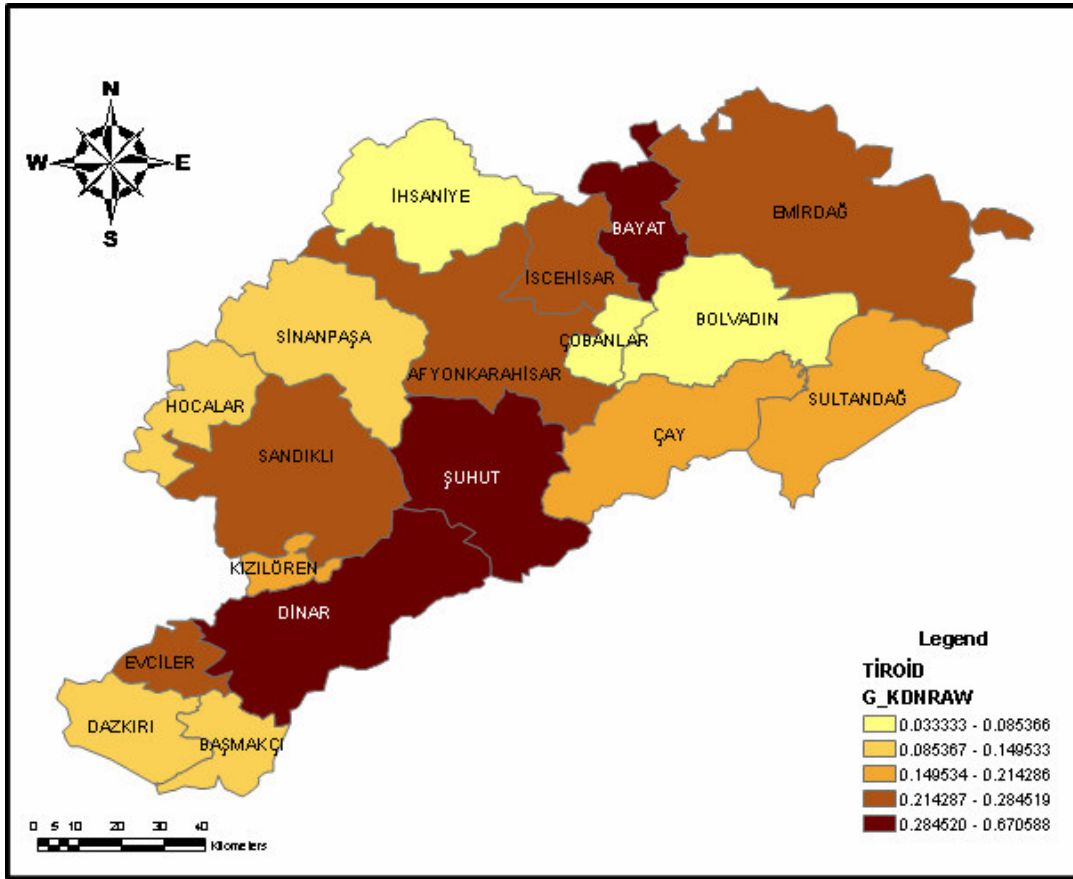 N
W E
S
İHSANİYE
EMİRDAĞ
BAYAT
İSCEHİSAR
BOLVADIN
SİNANPAŞA
ÇOBANLAR
AFYONKARAHİSAR
SULTANDAĞ
HOCALAR
ÇAY
SANDIKLI
ŞUHUT
KIZILÖREN
DİNAR
EVCİLER
DAZKIRI
BAŞMAKÇI
Legend
TİROİD
G_KDNRAW
0.033333 - 0.085366
0.085367 - 0.149533
0.149534 - 0.214286
0.214287 - 0.284519
0.284520 - 0.670588
0 5 10 20 30 40
Kilometers